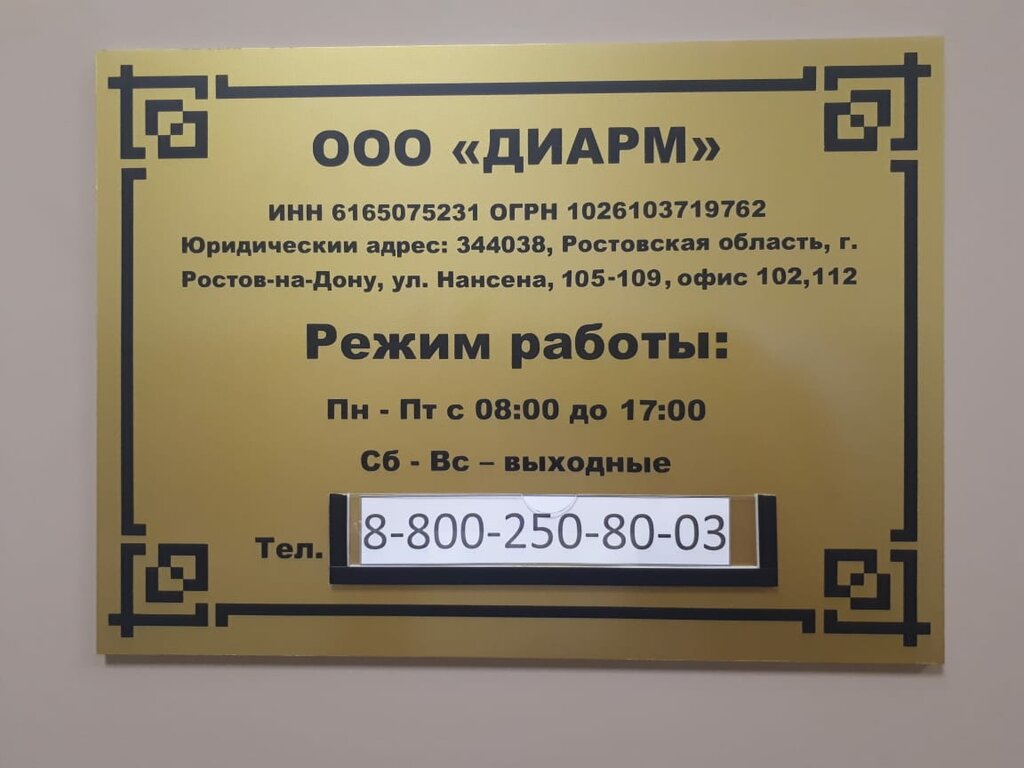 ООО «ДИАРМ»
ИНН 6165075231 ОГРН 1026103719762
Юридический адрес: 344038, Ростовская область, г.
Ростов-на-Дону, ул. Нансена, 105-109, офис 102,112
Режим работы:
Пн - Пт с 08:00 до 17:00
Сб - Вс – выходные
Тел. 8-800-250-80-03